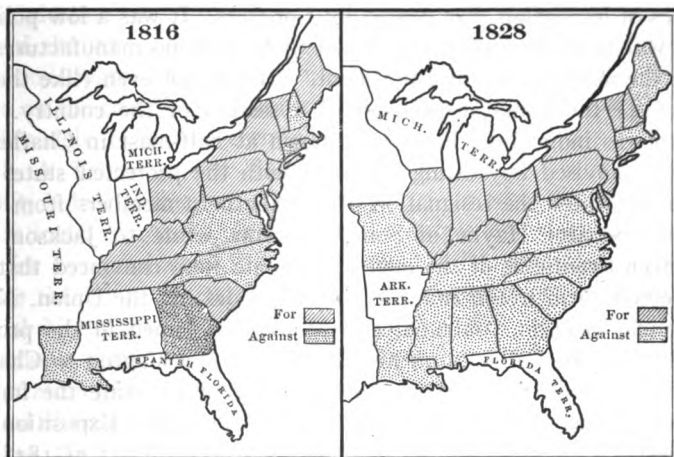 1816
MISSOURI TERR.
ILLINOIS TERR.
MICH.
TERR.
IND.
TERR.
MISSISSIPPI
TERR.
SPANISH FLORIDA
For
Against
1828
MICH. TERR.
ARK.
TERR.
FLORIDA TERR.
For
Against